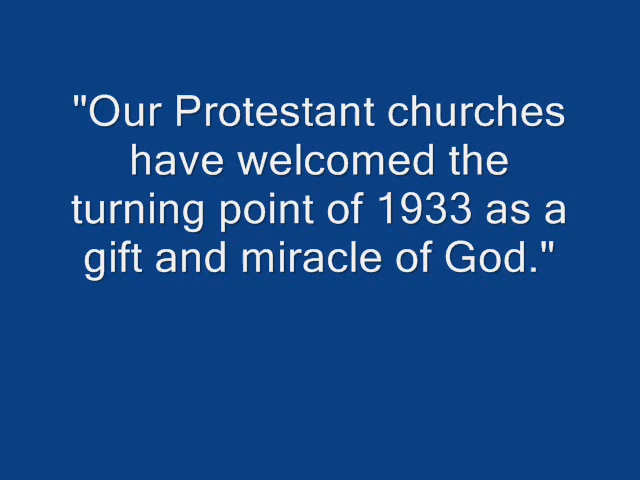 "Our Protestant churches
have welcomed the
turning point of 1933 as a
gift and miracle of God."